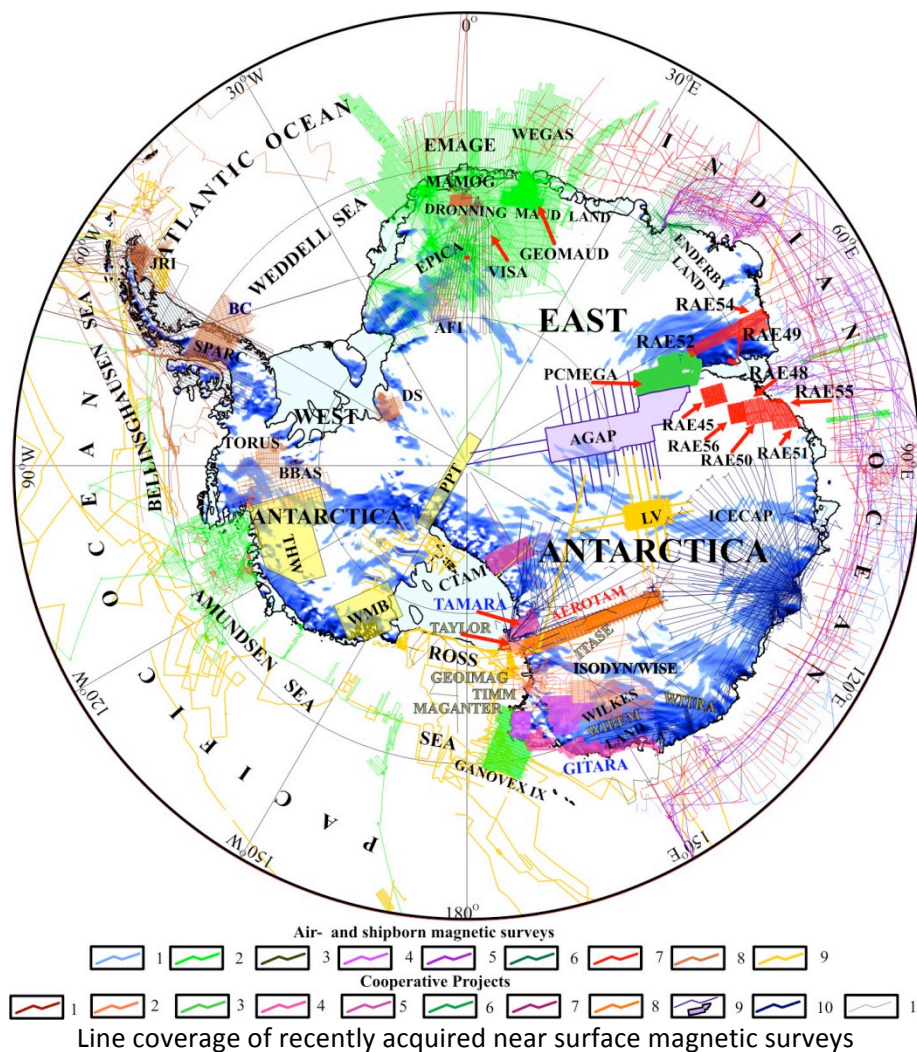 0°
30°W
30°E
ATLANTIC OCEAN
WEGAS
EMAGE
INDIAN OCEAN
MAMOG
60°W
DRONNING MAUD LAND
WEDDELL SEA
60°E
JRI
EPICA
GEOMAUD
ENDERBY
LAND
VISA
BC
EAST
RAE54
AFI
RAE52
RAE49
SPARC
PCMEGA
RAE48
BELLINGSHAUSEN SEA
WEST
DS
RAE55
RAE45
AGAP
RAE56
TORUS
RAE50
RAE51
90°W
BBAS
90°E
PPT
ANTARCTICA
LV
ICECAP
THW
ANTARCTICA
CTAM
WMB
TAMARA
AEROTAM
TAYLOR
ITASE
AMUNDSEN SEA
ROSS
SEA
GEOIMAG
ISODYN/WISE
TIMM
MAGANTER
WILKES
LAND
WIBEM
WITRA
120°W
120°E
GANOVEX IX
GITARA
PACIFIC OCEAN
150°W
150°E
180°
Air- and shipborn magnetic surveys
1 2 3 4 5 6 7 8 9
Cooperative Projects
1 2 3 4 5 6 7 8 9 10 1
Line coverage of recently acquired near surface magnetic surveys